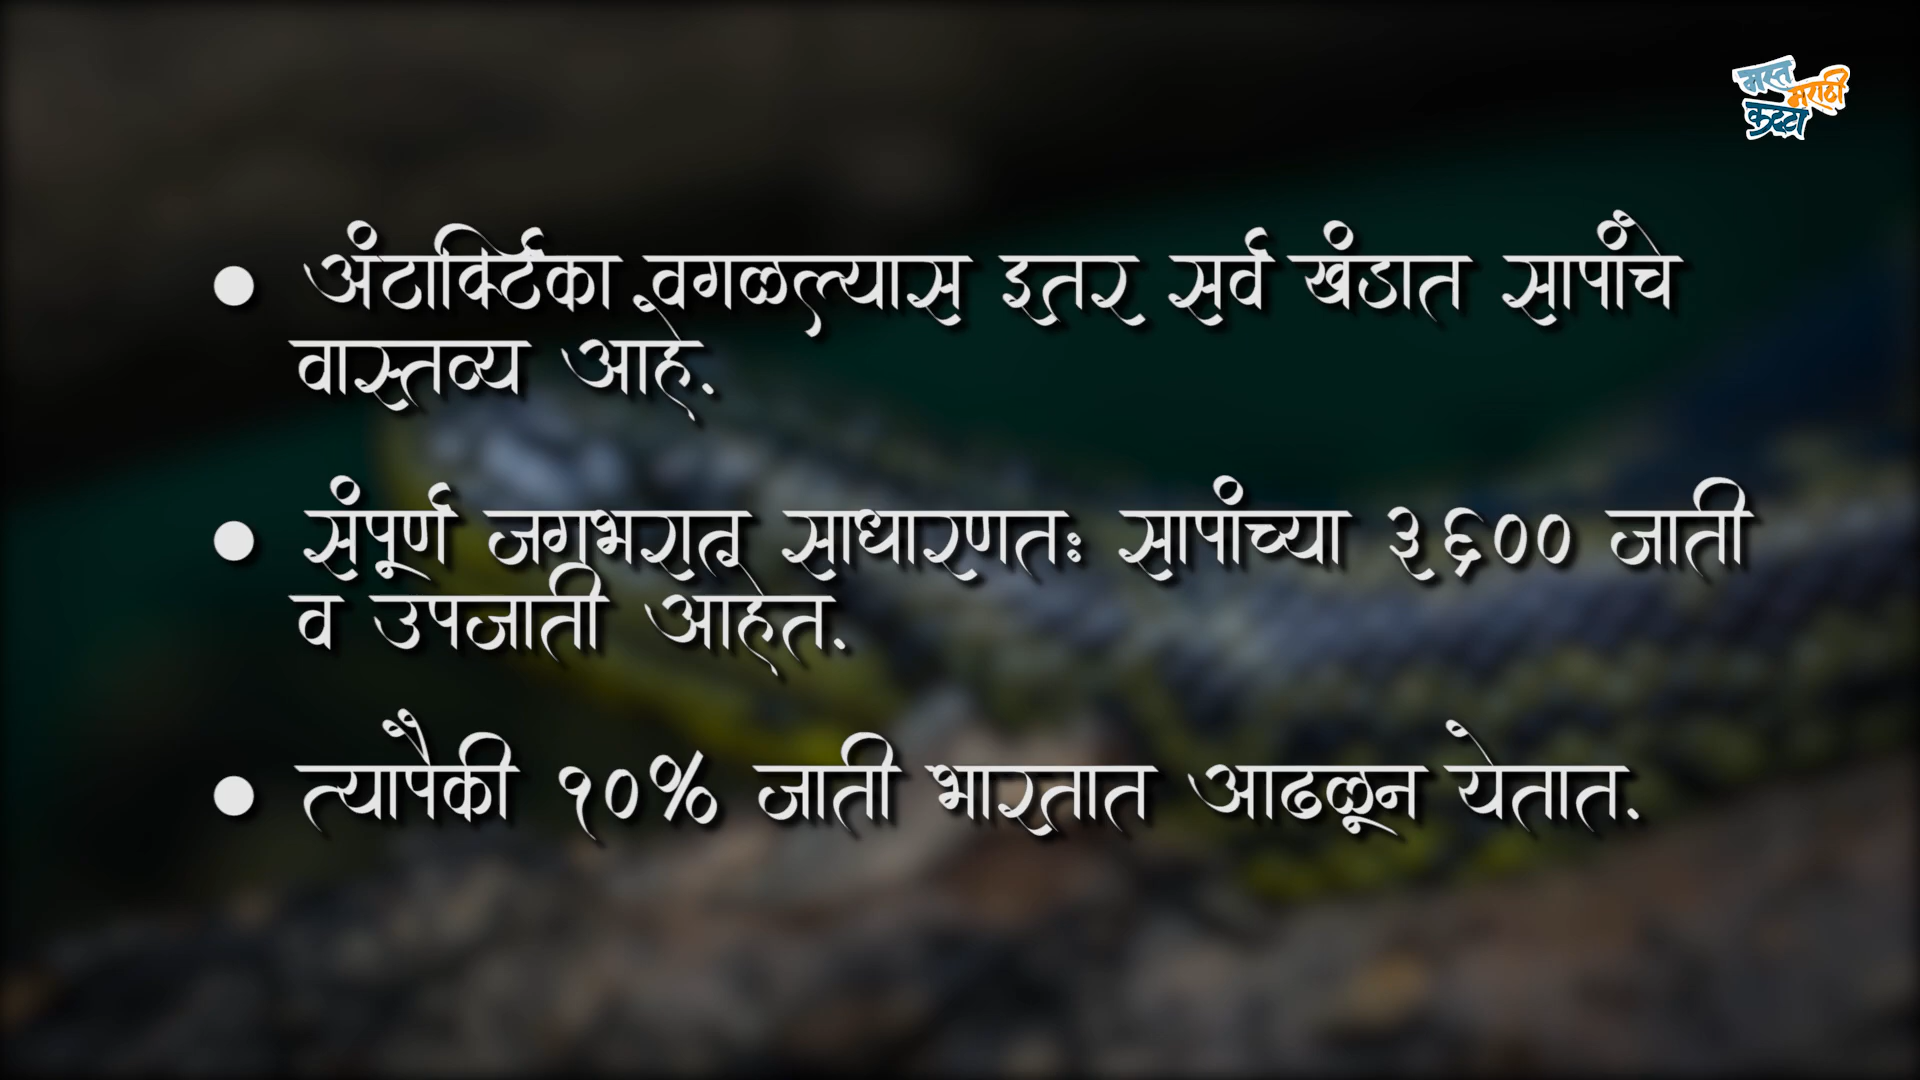 मस्त
मराठी
कट्टा
• अंटार्क्टिका वगळल्यास इतर सर्व खंडात सापांचे
वास्तव्य आहे.
• संपूर्ण जगभरात साधारणतः सापांच्या ३६०० जाती
व उपजाती आहेत.
• त्यापैकी १०% जाती भारतात आढळून येतात.